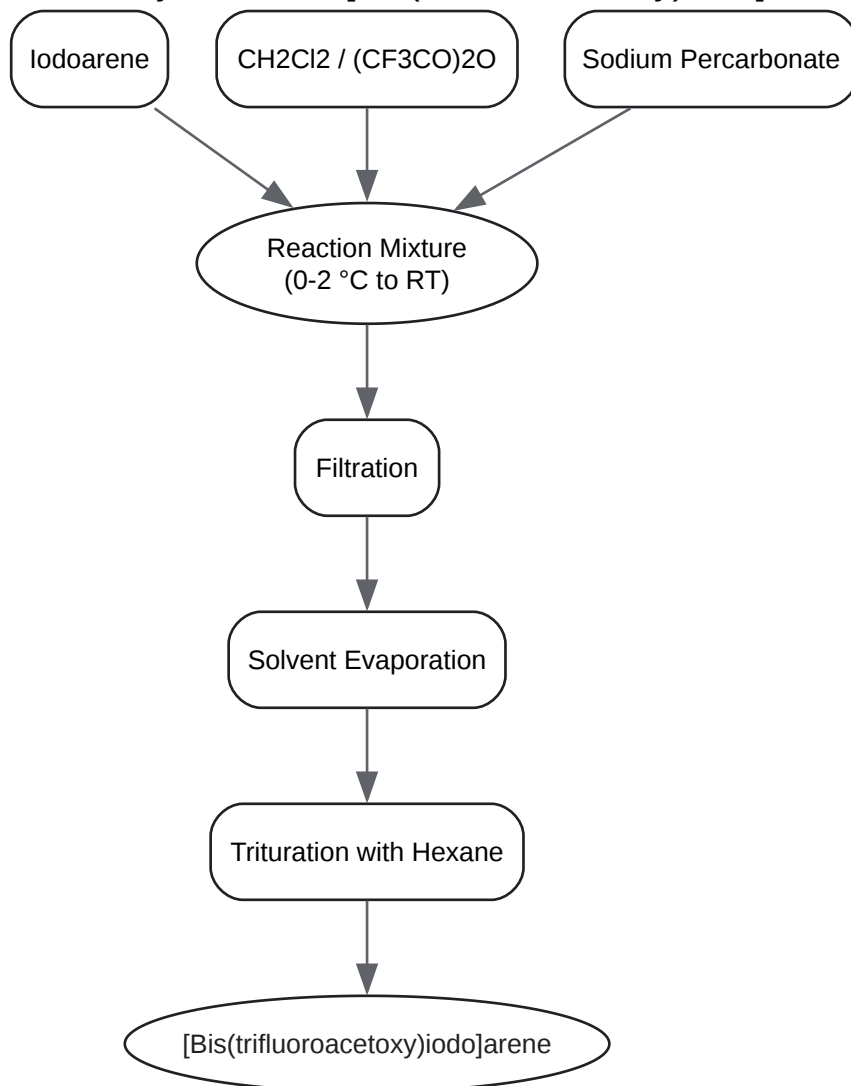 Iodoarene
CH2Cl2 / (CF3CO)2O
Sodium Percarbonate
Reaction Mixture
(0-2 °C to RT)
Filtration
Solvent Evaporation
Trituration with Hexane
[Bis(trifluoroacetoxy)iodo]arene